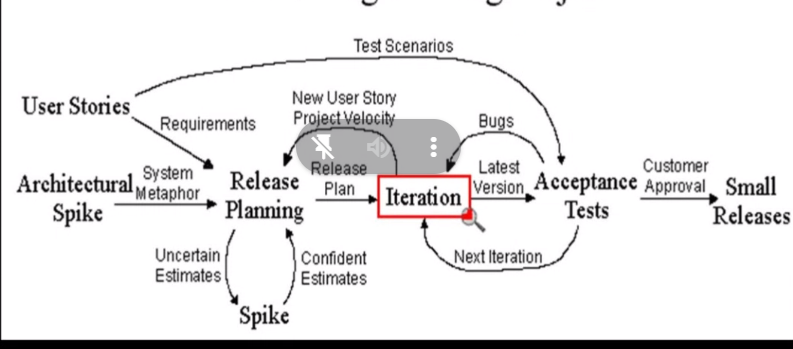 Test Scenarios
User Stories
New User Story
Project Velocity
Bugs
Requirements
Architectural
Spike
System
Metaphor
Release
Planning
Release
Plan
Iteration
Latest
Version
Acceptance
Tests
Customer
Approval
Small
Releases
Uncertain
Estimates
Confident
Estimates
Next Iteration
Spike